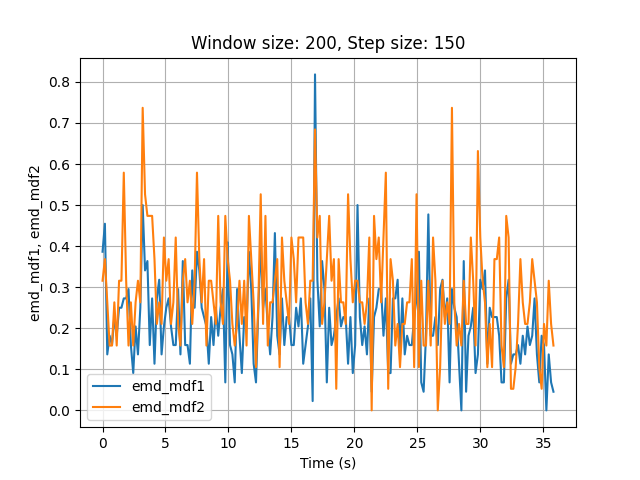 Window size: 200, Step size: 150
emd_mdf1, emd_mdf2
0.8
0.7
0.6
0.5
0.4
0.3
0.2
0.1
0.0
emd_mdf1
emd_mdf2
0 5 10 15 20 25 30 35
Time (s)